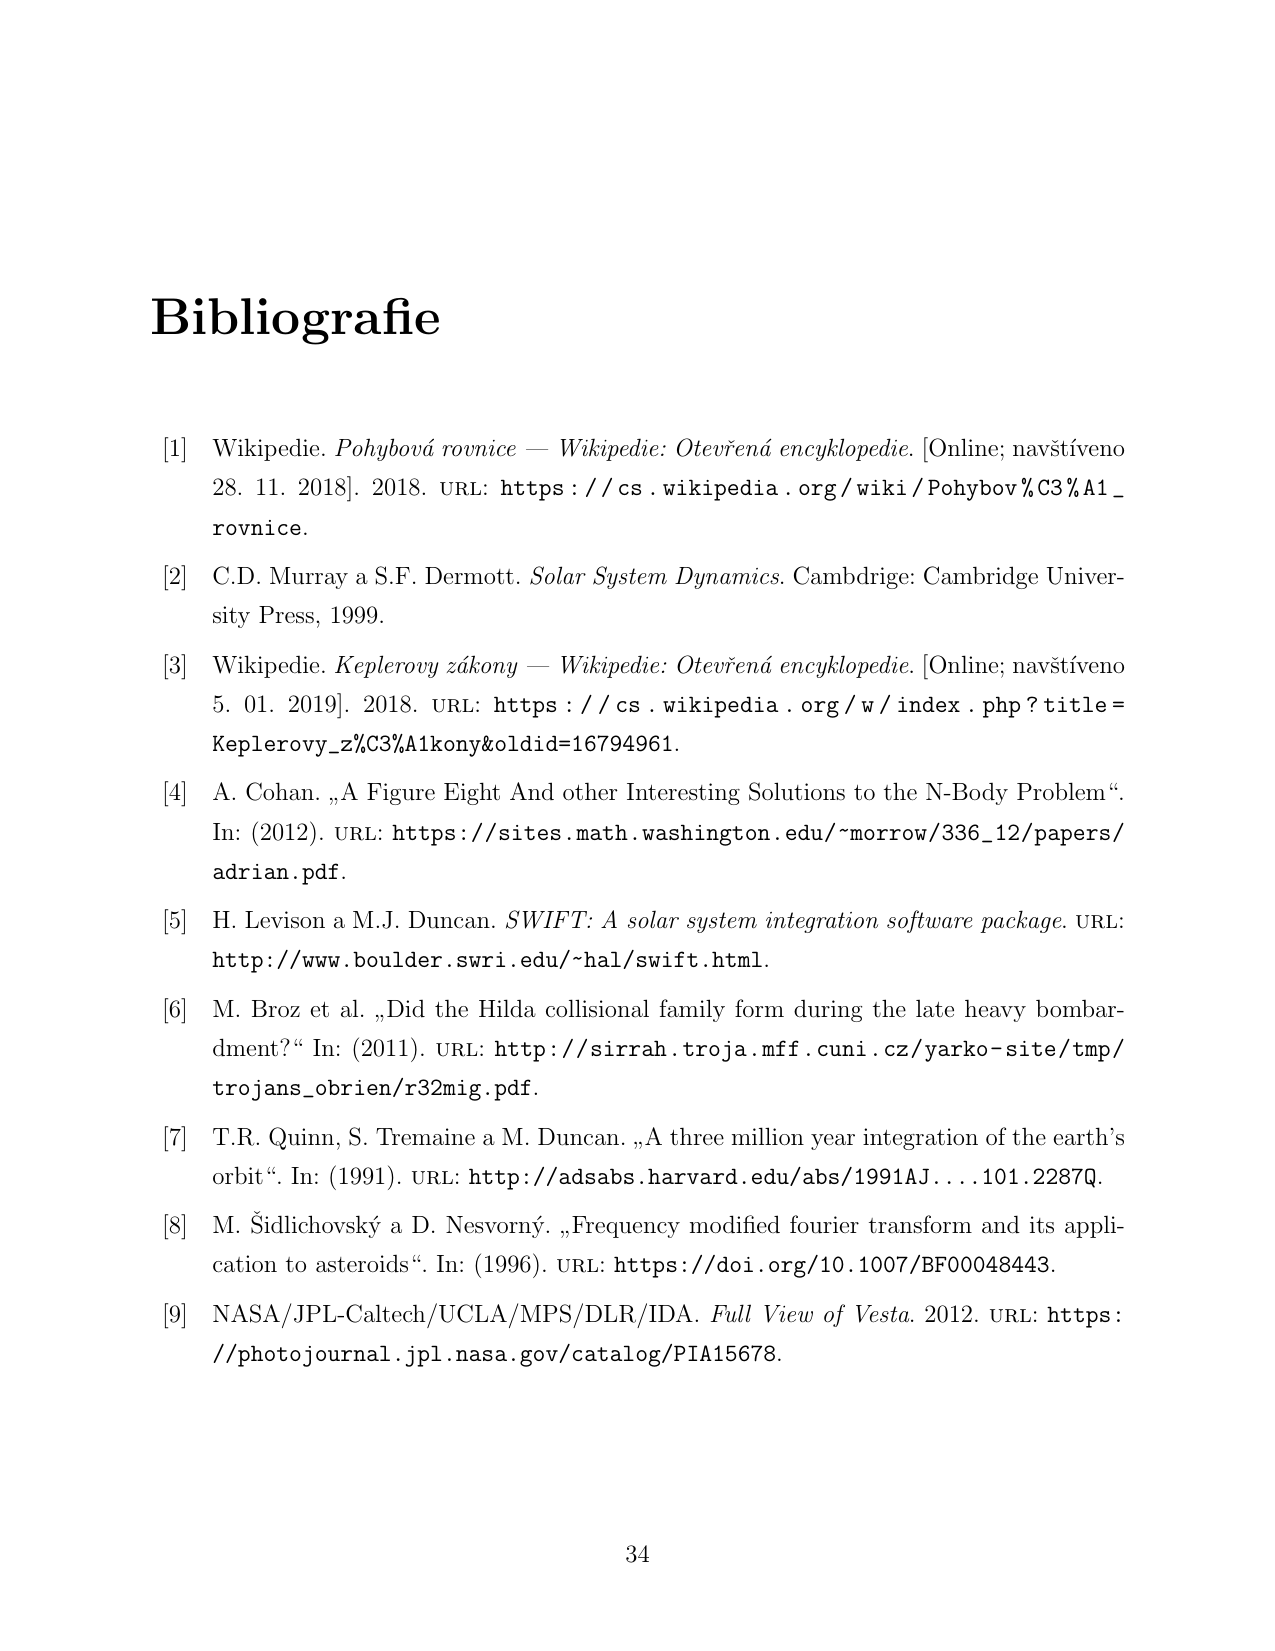 Bibliografie
[1] Wikipedie. Pohybová rovnice — Wikipedie: Otevřená encyklopedie. [Online; navštíveno
28. 11. 2018]. 2018. URL: https://cs.wikipedia.org/wiki/Pohybov%C3%A1_
rovnice.
[2] C.D. Murray a S.F. Dermott. Solar System Dynamics. Cambdrige: Cambridge Univer-
sity Press, 1999.
[3] Wikipedie. Keplerovy zákony — Wikipedie: Otevřená encyklopedie. [Online; navštíveno
5. 01. 2019]. 2018. URL: https://cs.wikipedia.org/w/index.php?title=
Keplerovy_z%C3%A1kony&oldid=16794961.
[4] A. Cohan. „A Figure Eight And other Interesting Solutions to the N-Body Problem“.
In: (2012). URL: https://sites.math.washington.edu/~morrow/336_12/papers/
adrian.pdf.
[5] H. Levison a M.J. Duncan. SWIFT: A solar system integration software package. URL:
http://www.boulder.swri.edu/~hal/swift.html.
[6] M. Broz et al. „Did the Hilda collisional family form during the late heavy bombar-
dment?“ In: (2011). URL: http://sirrah.troja.mff.cuni.cz/yarko-site/tmp/
trojans_obrien/r32mig.pdf.
[7] T.R. Quinn, S. Tremaine a M. Duncan. „A three million year integration of the earth’s
orbit“. In: (1991). URL: http://adsabs.harvard.edu/abs/1991AJ....101.2287Q.
[8] M. Šidlichovský a D. Nesvorný. „Frequency modified fourier transform and its appli-
cation to asteroids“. In: (1996). URL: https://doi.org/10.1007/BF00048443.
[9] NASA/JPL-Caltech/UCLA/MPS/DLR/IDA. Full View of Vesta. 2012. URL: https:
//photojournal.jpl.nasa.gov/catalog/PIA15678.
34